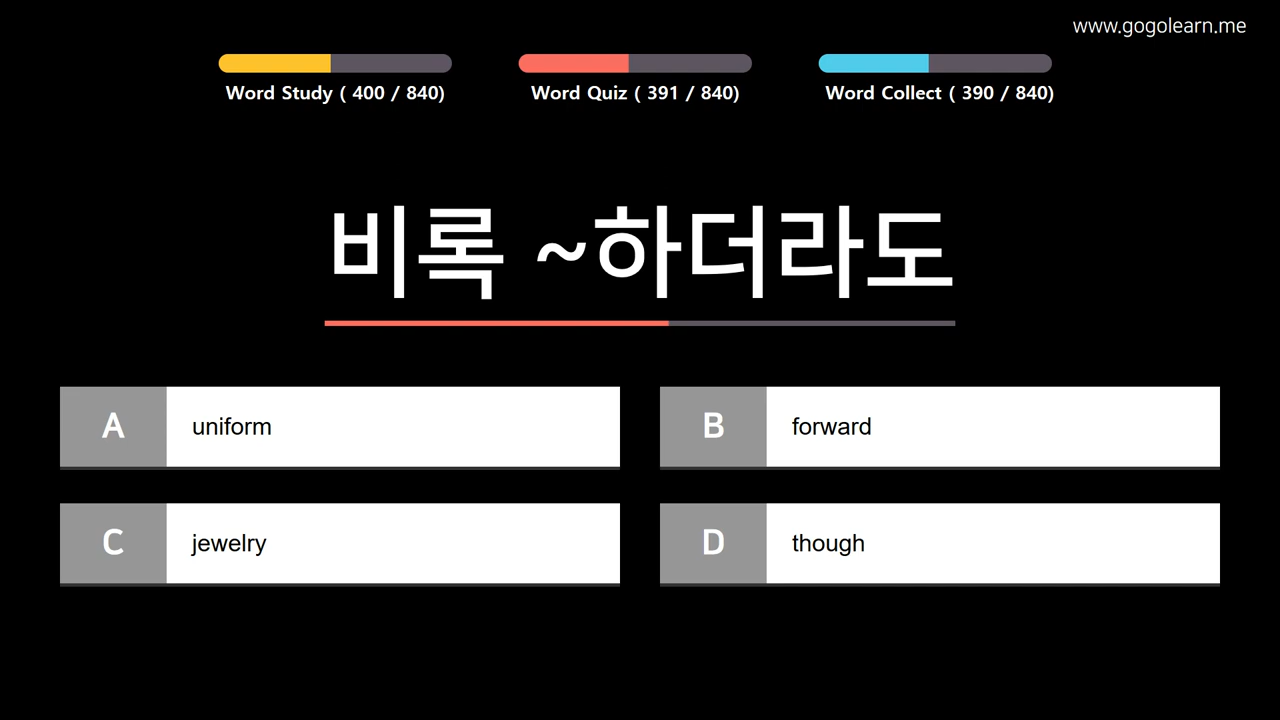 www.gogolearn.me
Word Study ( 400 / 840)
Word Quiz ( 391 / 840)
Word Collect ( 390 / 840)
비록 ~하더라도
A uniform
B forward
C jewelry
D though